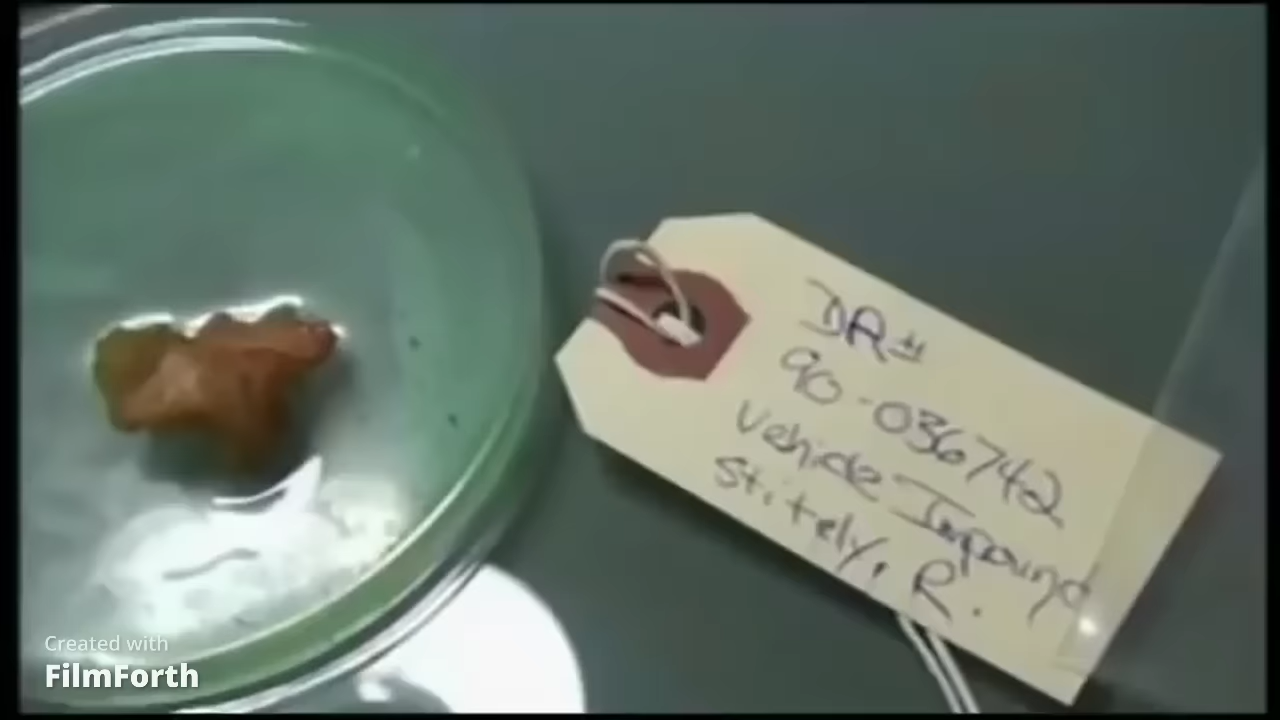 DR#
90-036742
Vehicle Impound
Stitely, R.
Created with
FilmForth